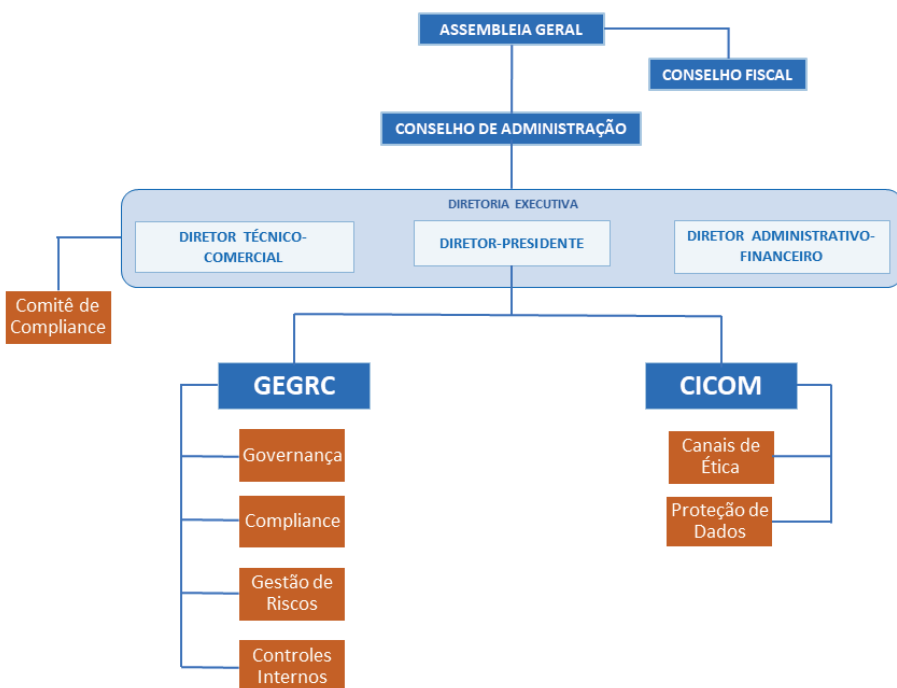 ASSEMBLEIA GERAL
CONSELHO FISCAL
CONSELHO DE ADMINISTRAÇÃO
DIRETORIA EXECUTIVA
DIRETOR TÉCNICO-
COMERCIAL
DIRETOR-PRESIDENTE
DIRETOR ADMINISTRATIVO-
FINANCEIRO
Comitê de
Compliance
GEGRC
Governança
Compliance
Gestão de
Riscos
Controles
Internos
CICOM
Canais de
Ética
Proteção de
Dados